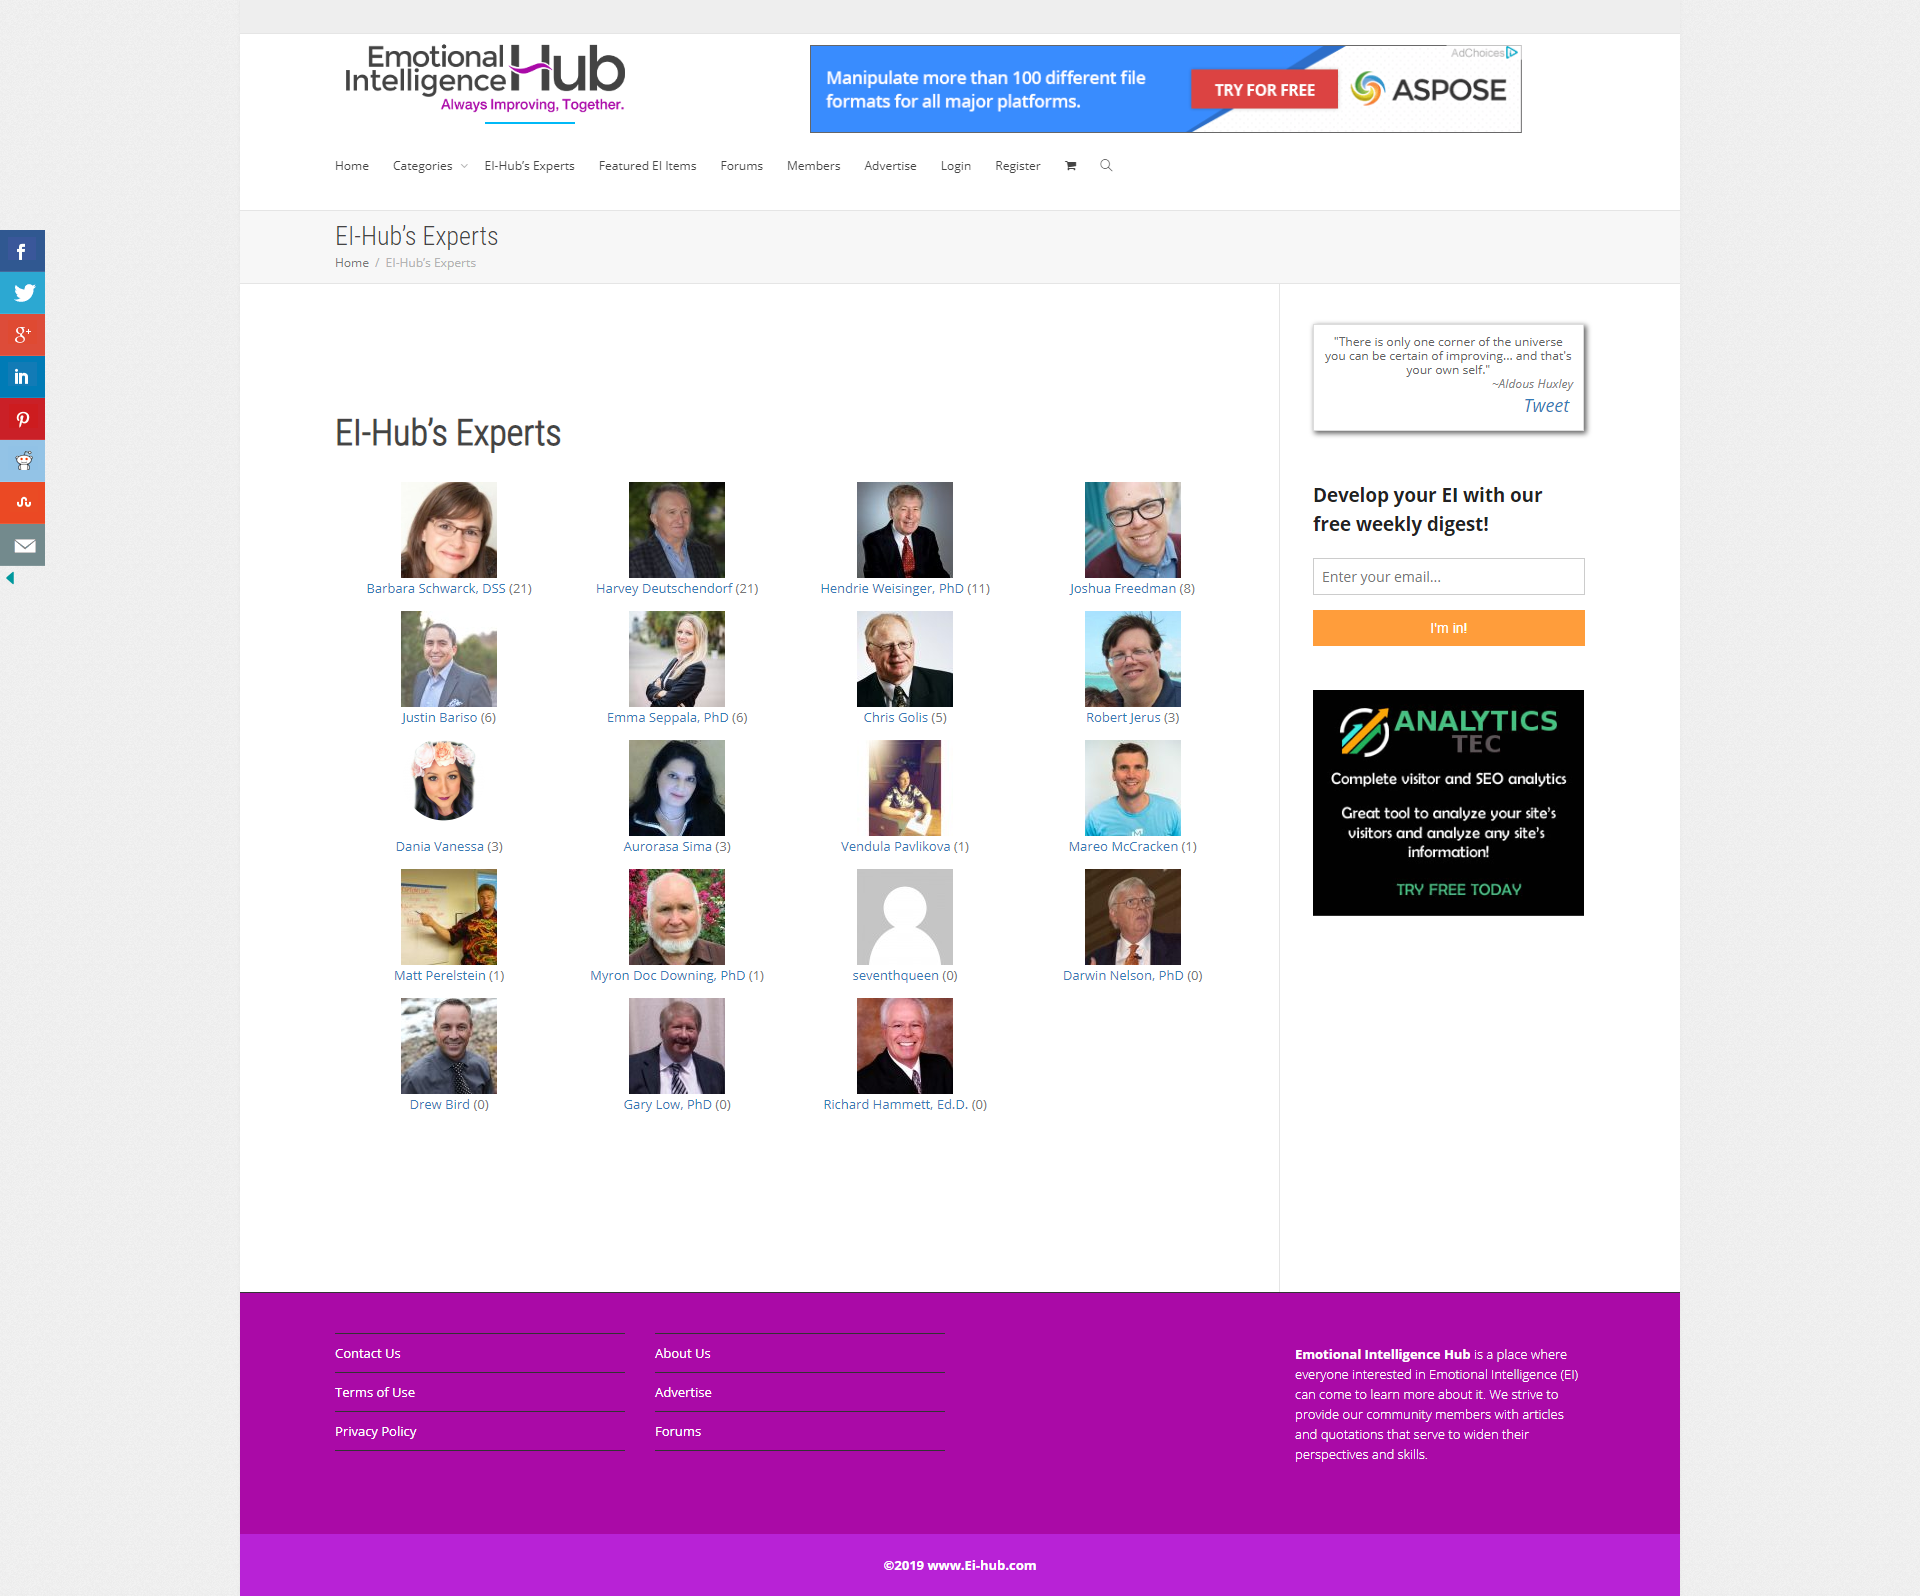 Emotional
Intelligence Hub
Always Improving, Together.
AdChoices
Manipulate more than 100 different file
formats for all major platforms.
TRY FOR FREE
ASPOSE
Home Categories EI-Hub’s Experts Featured EI Items Forums Members Advertise Login Register
EI-Hub’s Experts
Home / EI-Hub’s Experts
EI-Hub’s Experts
Barbara Schwarck, DSS (21)
Harvey Deutschendorf (21)
Hendrie Weisinger, PhD (11)
Joshua Freedman (8)
Justin Bariso (6)
Emma Seppala, PhD (6)
Chris Golis (5)
Robert Jerus (3)
Dania Vanessa (3)
Aurorasa Sima (3)
Vendula Pavlikova (1)
Mareo McCracken (1)
Matt Perelstein (1)
Myron Doc Downing, PhD (1)
seventhqueen (0)
Darwin Nelson, PhD (0)
Drew Bird (0)
Gary Low, PhD (0)
Richard Hammett, Ed.D. (0)
"There is only one corner of the universe
you can be certain of improving... and that's
your own self."
~Aldous Huxley
Tweet
Develop your EI with our
free weekly digest!
Enter your email...
I'm in!
ANALYTICS
TEC
Complete visitor and SEO analytics
Great tool to analyze your site's
visitors and analyze any site's
information!
TRY FREE TODAY
Contact Us
Terms of Use
Privacy Policy
About Us
Advertise
Forums
Emotional Intelligence Hub is a place where
everyone interested in Emotional Intelligence (EI)
can come to learn more about it. We strive to
provide our community members with articles
and quotations that serve to widen their
perspectives and skills.
©2019 www.Ei-hub.com